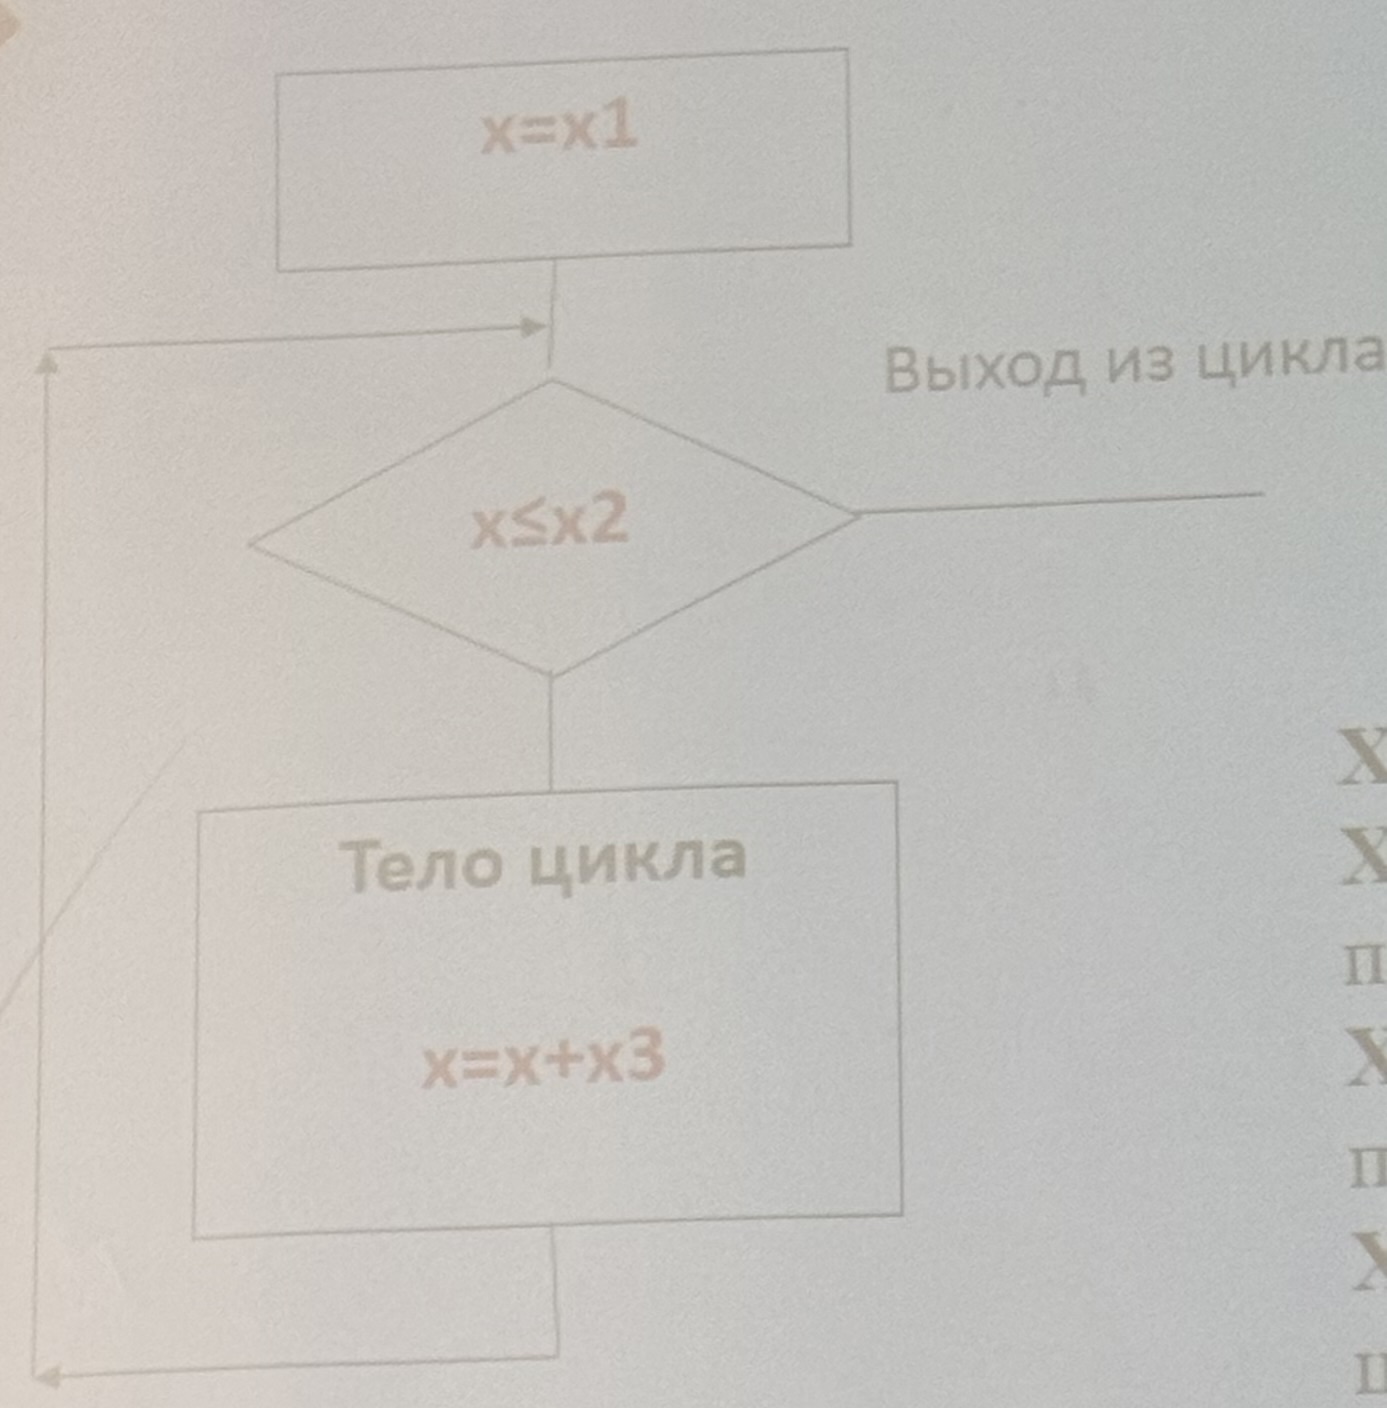 x=x1
Выход из цикла
x≤x2
Тело цикла
x=x+x3
X
X
п
X
п
X
ц